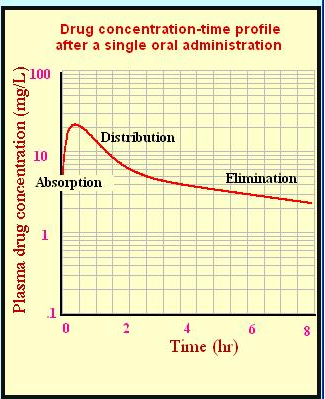 Drug concentration-time profile
after a single oral administration
Plasma drug concentration (mg/L)
100
10
1
.1
Absorption
Distribution
Elimination
0 2 4 6 8
Time (hr)